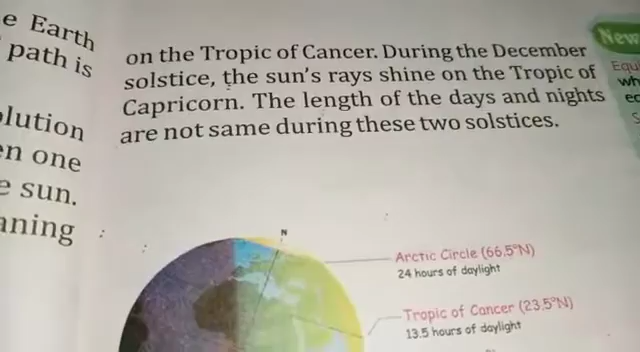 e Earth
path is
lution
en one
e sun.
aning
on the Tropic of Cancer. During the December
solstice, the sun's rays shine on the Tropic of
Capricorn. The length of the days and nights
are not same during these two solstices.
New
Equi
wh
N
Arctic Circle (66.5°N)
24 hours of daylight
Tropic of Cancer (23.5°N)
13.5 hours of daylight